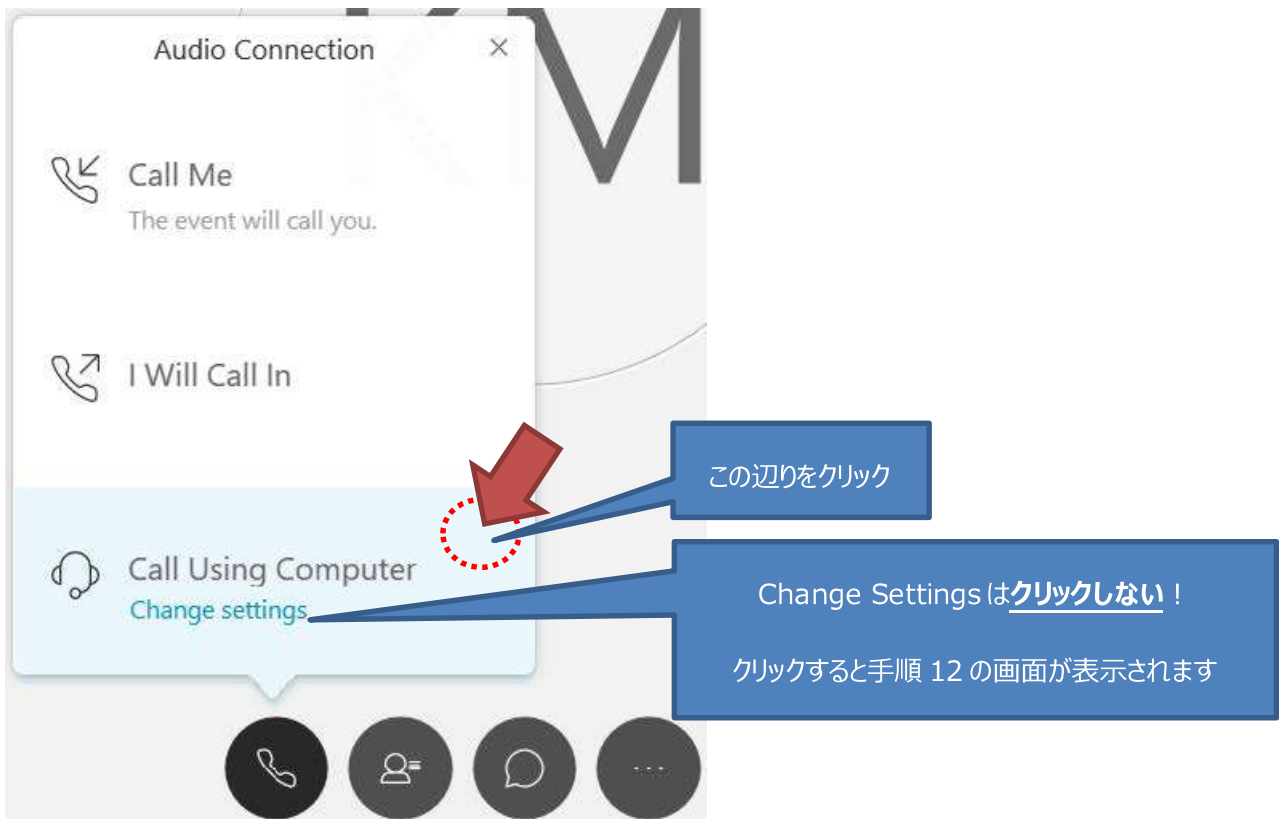 KM
Audio Connection
Call Me
The event will call you.
I Will Call In
この辺りをクリック
Call Using Computer
Change settings
Change Settingsはクリックしない！
クリックすると手順 12 の画面が表示されます